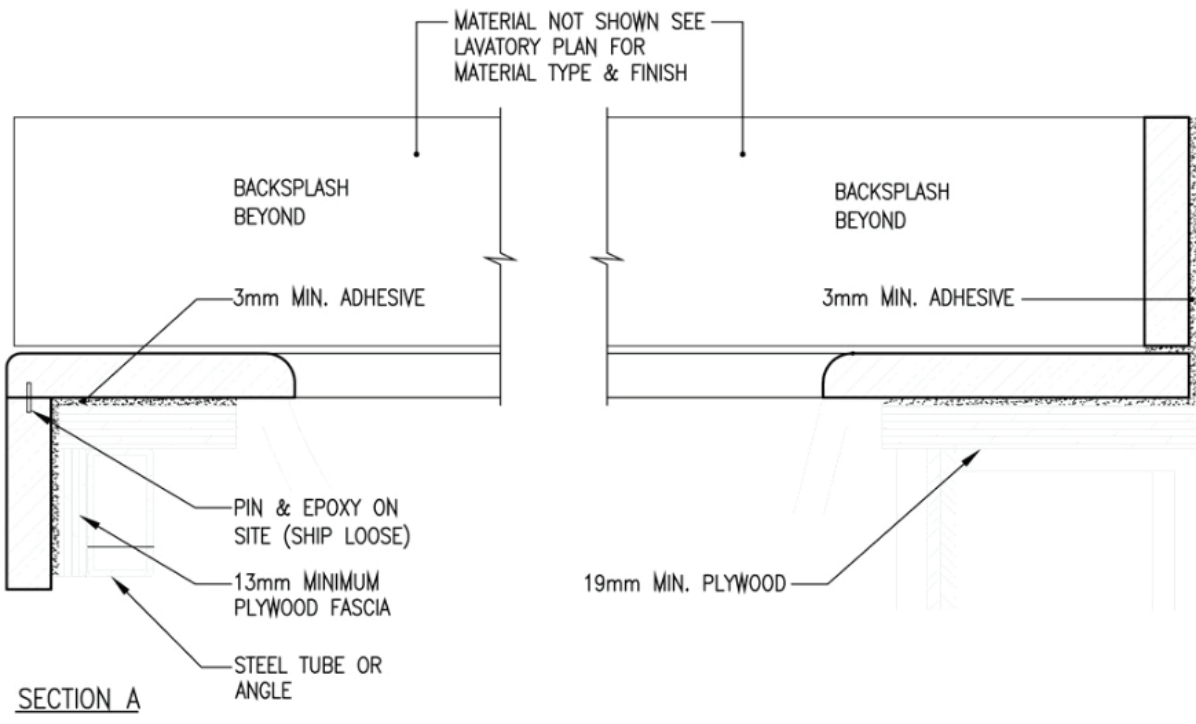 MATERIAL NOT SHOWN SEE
LAVATORY PLAN FOR
MATERIAL TYPE & FINISH
BACKSPLASH
BEYOND
BACKSPLASH
BEYOND
3mm MIN. ADHESIVE
3mm MIN. ADHESIVE
PIN & EPOXY ON
SITE (SHIP LOOSE)
13mm MINIMUM
PLYWOOD FASCIA
19mm MIN. PLYWOOD
STEEL TUBE OR
ANGLE
SECTION A